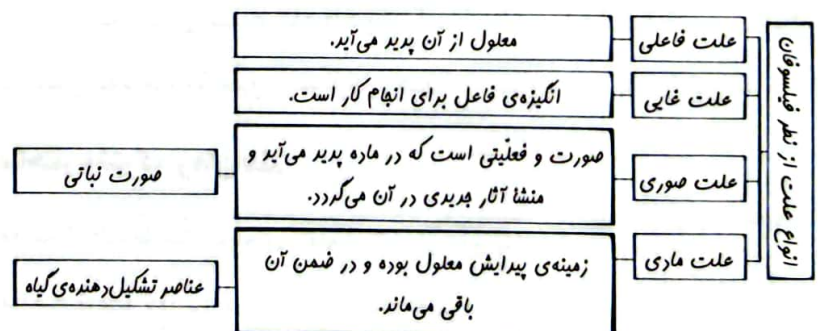 انواع علت از نظر فیلسوفان
علت فاعلی
معلول از آن پدید می‌آید.
علت غایی
انگیزه‌ی فاعل برای انجام کار است.
علت صوری
صورت و فعلیّتی است که در ماده پدید می‌آید و
منشأ آثار جدیدی در آن می‌گردد.
صورت نباتی
علت مادی
زمینه‌ی پیدایش معلول بوده و در ضمن آن
باقی می‌ماند.
عناصر تشکیل‌دهنده‌ی گیاه